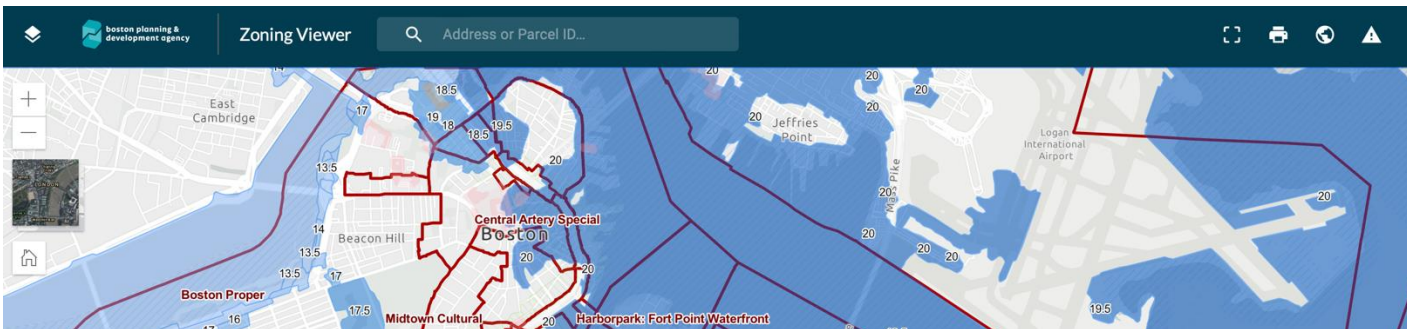 boston planning &
development agency
Zoning Viewer
Address or Parcel ID...
14
20
20
20
18.5
East
Cambridge
17
19
18
18.5
19.5
20
Jeffries
Point
Logan
International
Airport
20
13.5
20
Mass Pike
20
Central Artery Special
Boston
14
Beacon Hill
20
13.5
20
20
20
20
13.5
17
Boston Proper
17.5
19.5
16
Midtown Cultural
20
Harborpark: Fort Point Waterfront
17